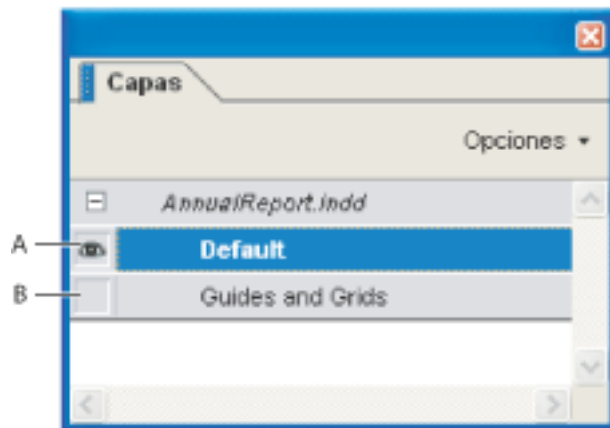 Capas
Opciones
AnnualReport.indd
A
Default
B
Guides and Grids